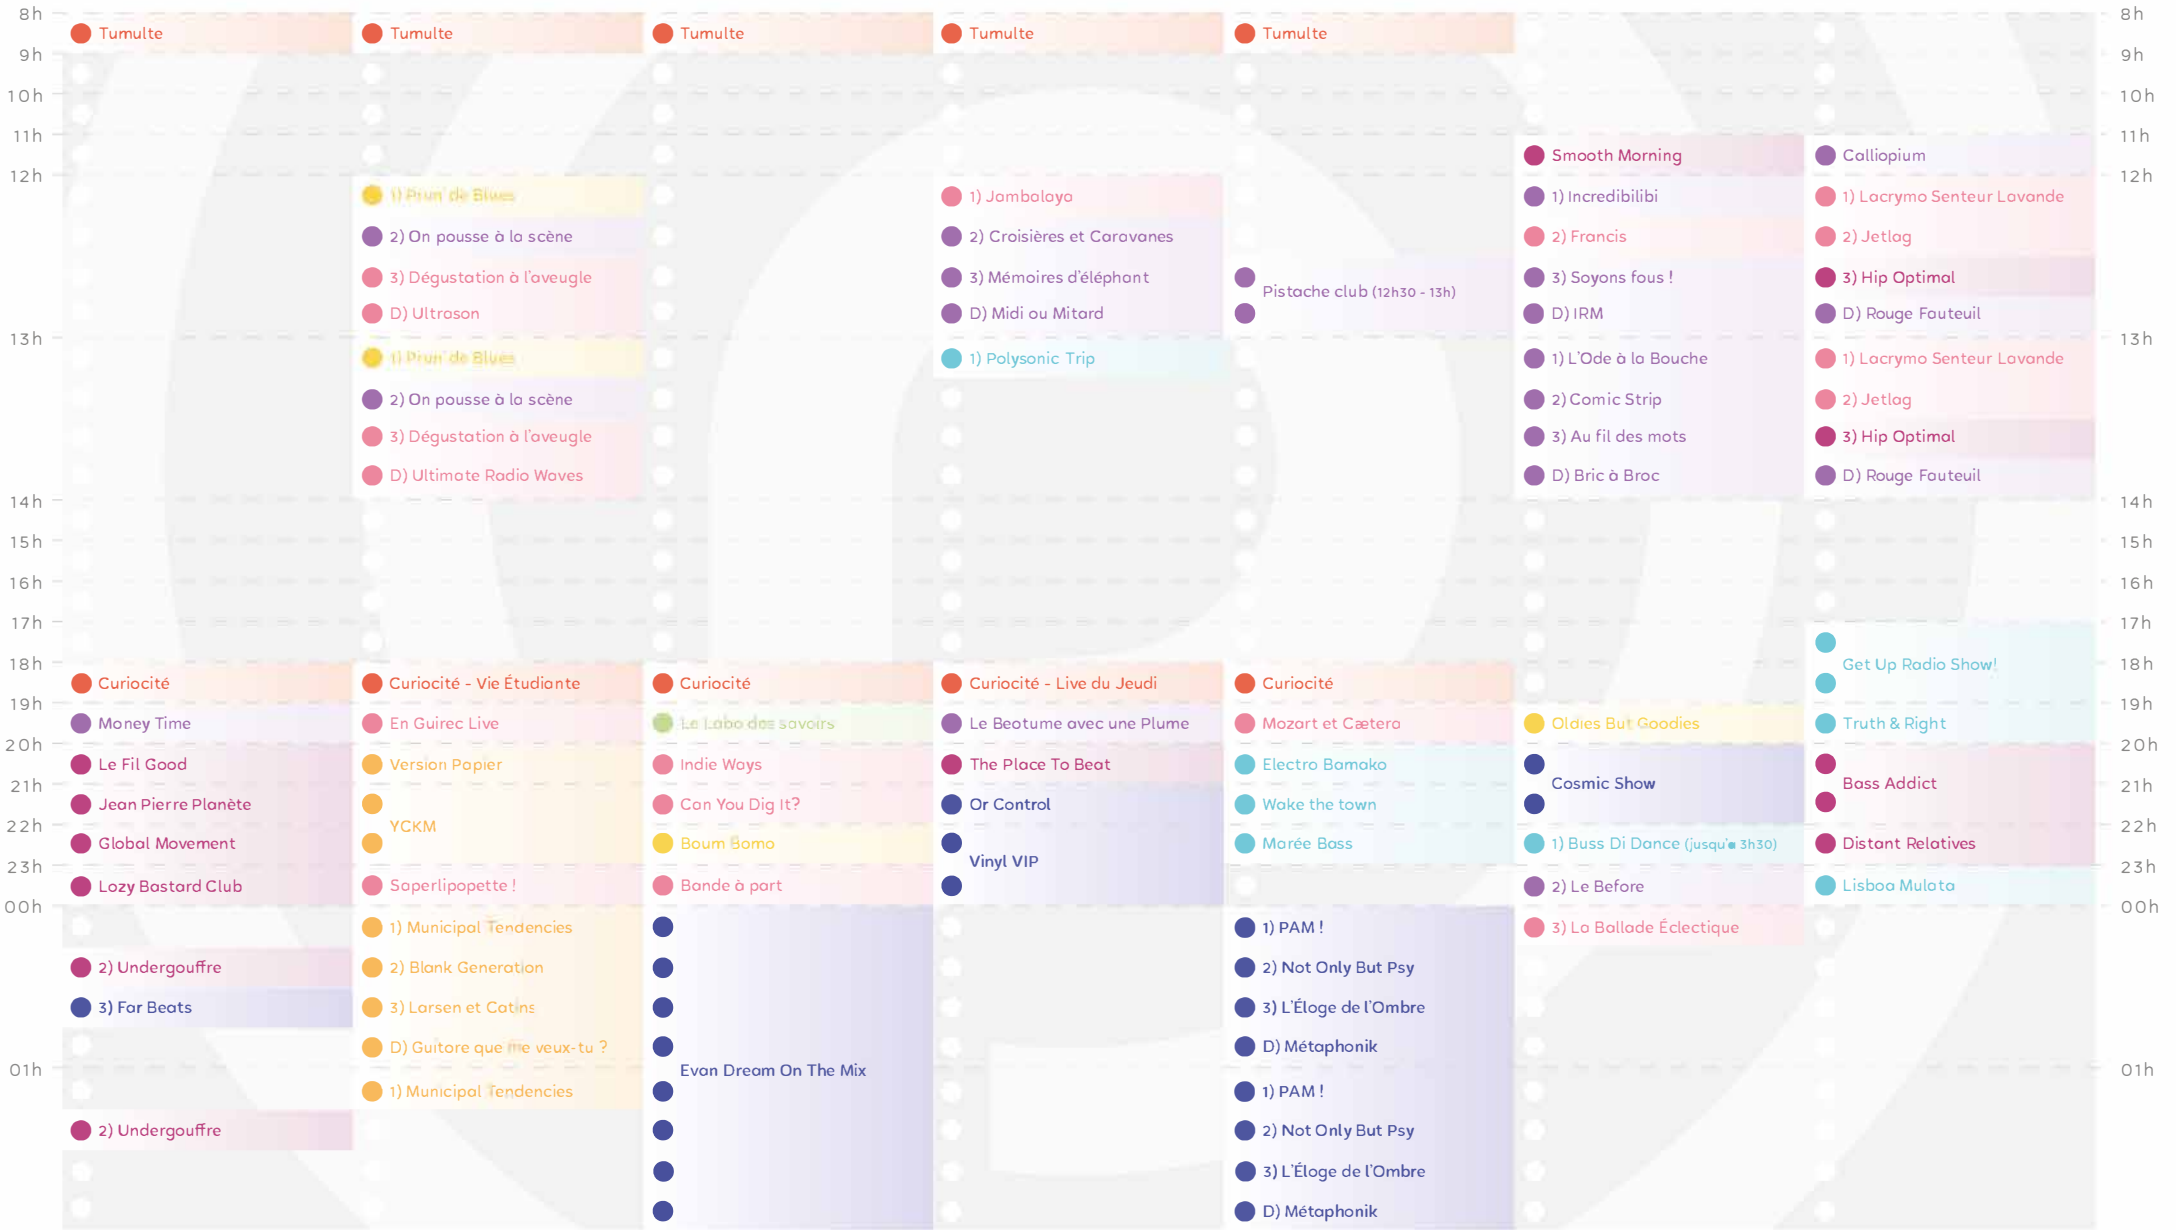 8h Tumulte Tumulte Tumulte Tumulte Tumulte 8h
9h 9h
10h 10h
11h 11h
Smooth Morning Calliopium
12h 12h
1) Prun' de Blues 1) Jambalaya 1) Incredibilibi 1) Lacrymo Senteur Lavande
2) On pousse à la scène 2) Croisières et Caravanes 2) Francis 2) Jetlag
3) Dégustation à l'aveugle 3) Mémoires d'éléphant 3) Soyons fous ! 3) Hip Optimal
Pistache club (12h30 - 13h)
D) Ultrason D) Midi ou Mitard D) IRM D) Rouge Fauteuil
13h 13h
1) Prun' de Blues 1) Polysonic Trip 1) L'Ode à la Bouche 1) Lacrymo Senteur Lavande
2) On pousse à la scène 2) Comic Strip 2) Jetlag
3) Dégustation à l'aveugle 3) Au fil des mots 3) Hip Optimal
D) Ultimate Radio Waves D) Bric à Broc D) Rouge Fauteuil
14h 14h
15h 15h
16h 16h
17h 17h
18h Get Up Radio Show! 18h
Curiocité Curiocité - Vie Étudiante Curiocité Curiocité - Live du Jeudi Curiocité
19h 19h
Money Time En Guirec Live Le Labo des savoirs Le Beotume avec une Plume Mozart et Cætera Oldies But Goodies Truth & Right
20h 20h
Le Fil Good Version Papier Indie Ways The Place To Beat Electro Bamako
21h Cosmic Show Bass Addict 21h
Jean Pierre Planète Can You Dig It? Or Control Wake the town
22h YCKM 22h
Global Movement Boum Bomo Marée Bass 1) Buss Di Dance (jusqu'à 3h30) Distant Relatives
23h Vinyl VIP 23h
Lazy Bastard Club Saperlipopette ! Bande à part 2) Le Before Lisboa Mulata
00h 00h
1) Municipal Tendencies 1) PAM ! 3) La Ballade Éclectique
2) Undergouffre 2) Blank Generation 2) Not Only But Psy
3) Far Beats 3) Larsen et Catins 3) L'Éloge de l'Ombre
D) Guitare que me veux-tu ? D) Métaphonik
01h Evan Dream On The Mix 01h
1) Municipal Tendencies 1) PAM !
2) Undergouffre 2) Not Only But Psy
3) L'Éloge de l'Ombre
D) Métaphonik